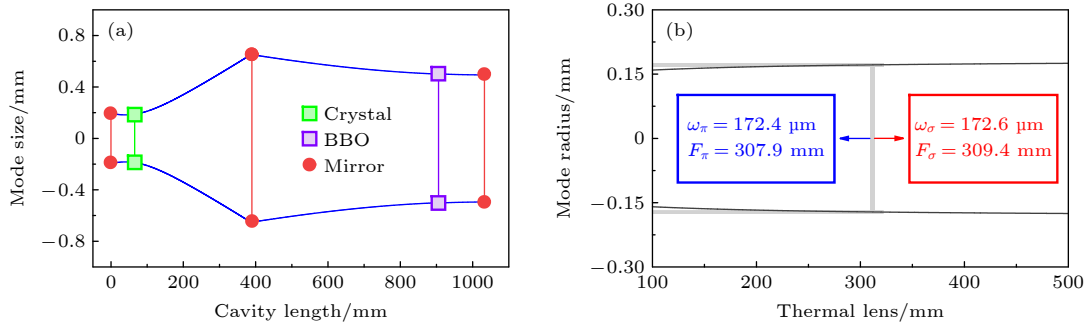 (a)
Mode size/mm
0.8
0.4
0
−0.4
−0.8
Crystal
BBO
Mirror
0
200
400
600
800
1000
Cavity length/mm
(b)
Mode radius/mm
0.30
0.15
0
−0.15
−0.30
ωπ = 172.4 µm
Fπ = 307.9 mm
ωσ = 172.6 µm
Fσ = 309.4 mm
100
200
300
400
500
Thermal lens/mm